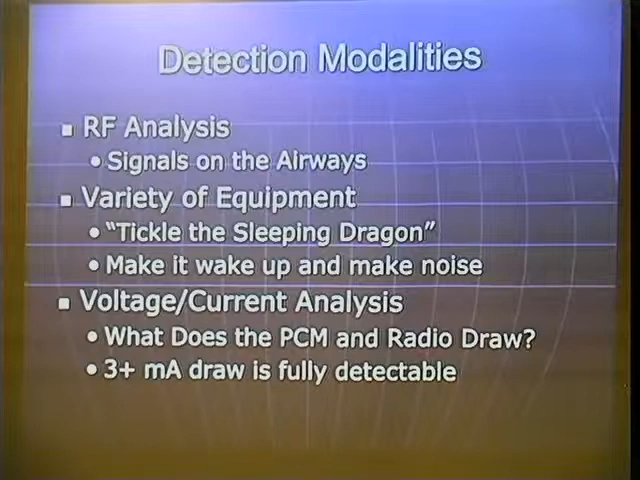 Detection Modalities
RF Analysis
Signals on the Airways
Variety of Equipment
"Tickle the Sleeping Dragon"
Make it wake up and make noise
Voltage/Current Analysis
What Does the PCM and Radio Draw?
3+ mA draw is fully detectable